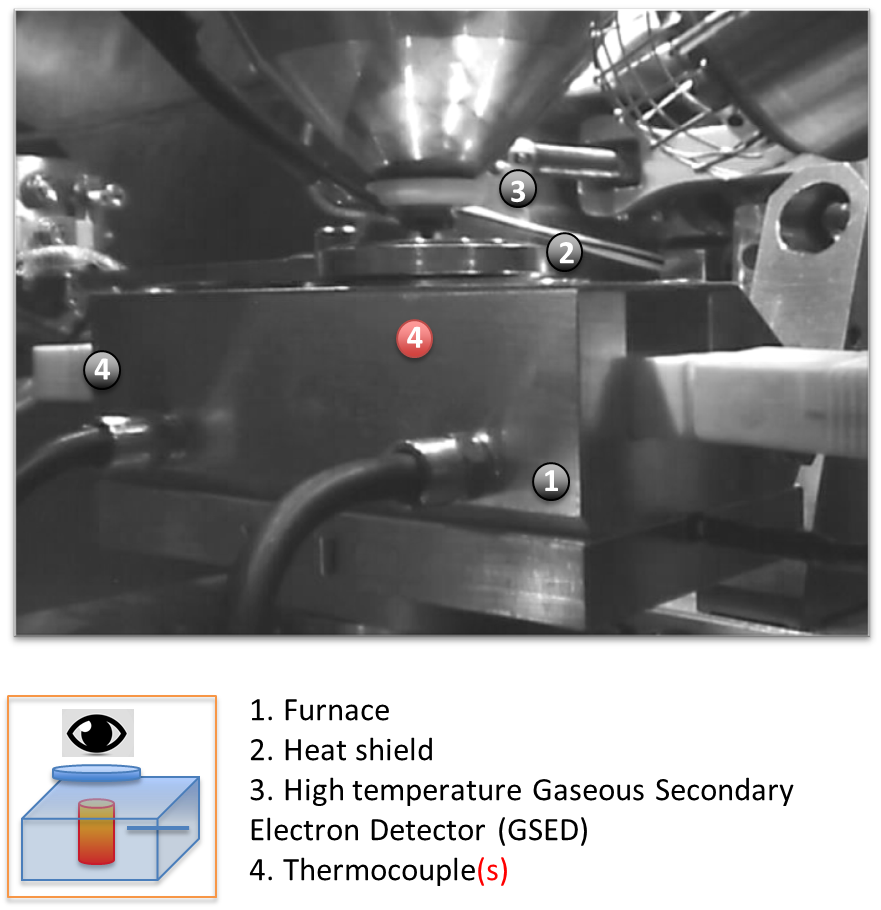 3
2
4
4
1
1. Furnace
2. Heat shield
3. High temperature Gaseous Secondary
Electron Detector (GSED)
4. Thermocouple(s)